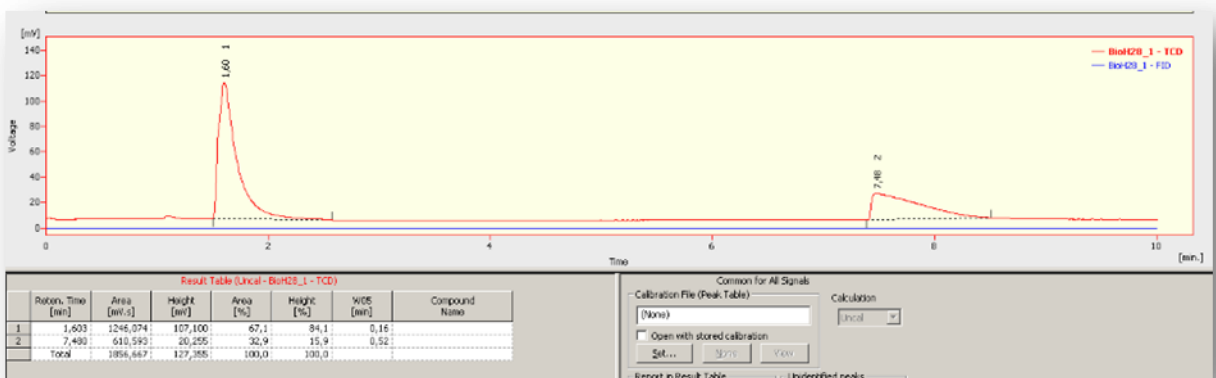 [mV]
140
120
100
80
60
40
20
0
Voltage
1,60 1
7,48 2
BioH2B_1 - TCD
BioH2B_1 - FID
0 2 4 6 8 10
Time
[min.]
Result Table (Uncal - BioH2B_1 - TCD)
Reten. Time [min] Area [mV.s] Height [mV] Area [%] Height [%] W05 [min] Compound Name
1 1,603 1246,074 107,100 67,1 84,1 0,16
2 7,480 610,593 20,255 32,9 15,9 0,52
Total 1856,667 127,355 100,0 100,0
Common for All Signals
Calibration File (Peak Table)
(None)
Open with stored calibration
Set... None View
Calculation
Uncal
Report in Result Table
Unidentified peaks